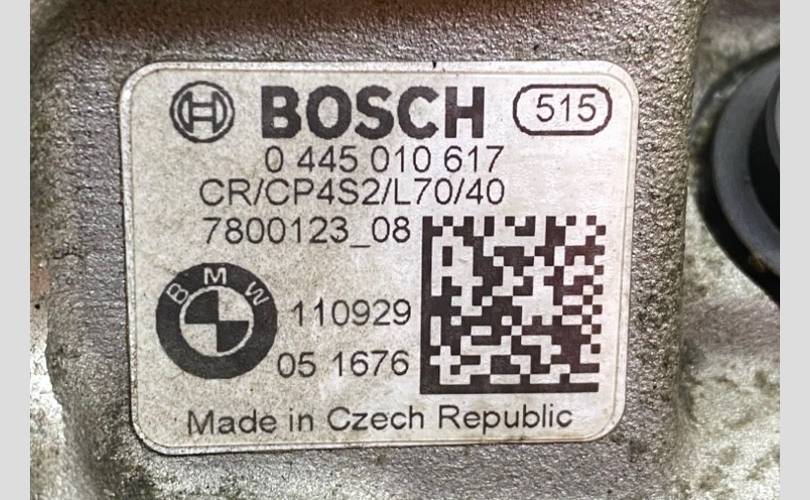 BOSCH 515
0 445 010 617
CR/CP4S2/L70/40
7800123_08
BMW
110929
05 1676
Made in Czech Republic